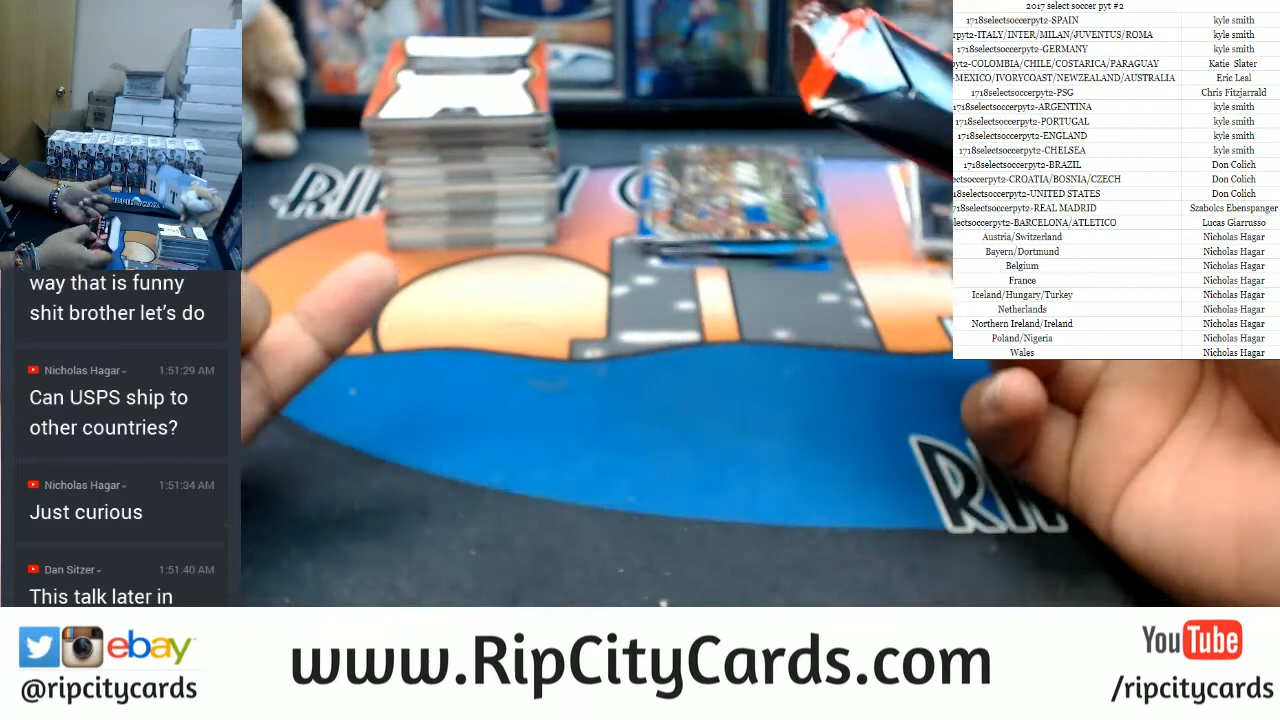 2017 select soccer pyt #2
1718selectsoccerpyt2-SPAIN kyle smith
rpyt2-ITALY/INTER/MILAN/JUVENTUS/ROMA kyle smith
1718selectsoccerpyt2-GERMANY kyle smith
pyt2-COLOMBIA/CHILE/COSTARICA/PARAGUAY Katie Slater
MEXICO/IVORYCOAST/NEWZEALAND/AUSTRALIA Eric Leal
1718selectsoccerpyt2-PSG Chris Fitzjarrald
1718selectsoccerpyt2-ARGENTINA kyle smith
1718selectsoccerpyt2-PORTUGAL kyle smith
1718selectsoccerpyt2-ENGLAND kyle smith
1718selectsoccerpyt2-CHELSEA kyle smith
1718selectsoccerpyt2-BRAZIL Don Colich
ectsoccerpyt2-CROATIA/BOSNIA/CZECH Don Colich
18selectsoccerpyt2-UNITED STATES Don Colich
718selectsoccerpyt2-REAL MADRID Szabolcs Ebenspanger
lectsoccerpyt2-BARCELONA/ATLETICO Lucas Giarrusso
Austria/Switzerland Nicholas Hagar
Bayern/Dortmund Nicholas Hagar
Belgium Nicholas Hagar
France Nicholas Hagar
Iceland/Hungary/Turkey Nicholas Hagar
Netherlands Nicholas Hagar
Northern Ireland/Ireland Nicholas Hagar
Poland/Nigeria Nicholas Hagar
Wales Nicholas Hagar
way that is funny
shit brother let's do
Nicholas Hagar 1:51:29 AM
Can USPS ship to
other countries?
Nicholas Hagar 1:51:34 AM
Just curious
Dan Sitzer 1:51:40 AM
This talk later in
RIP
ebay
@ripcitycards
www.RipCityCards.com
YouTube
/ripcitycards